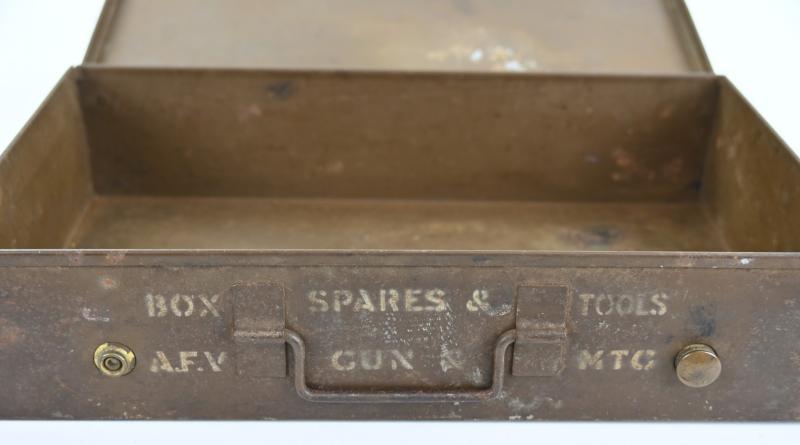 BOX SPARES & TOOLS
A.F.V GUN & MTG